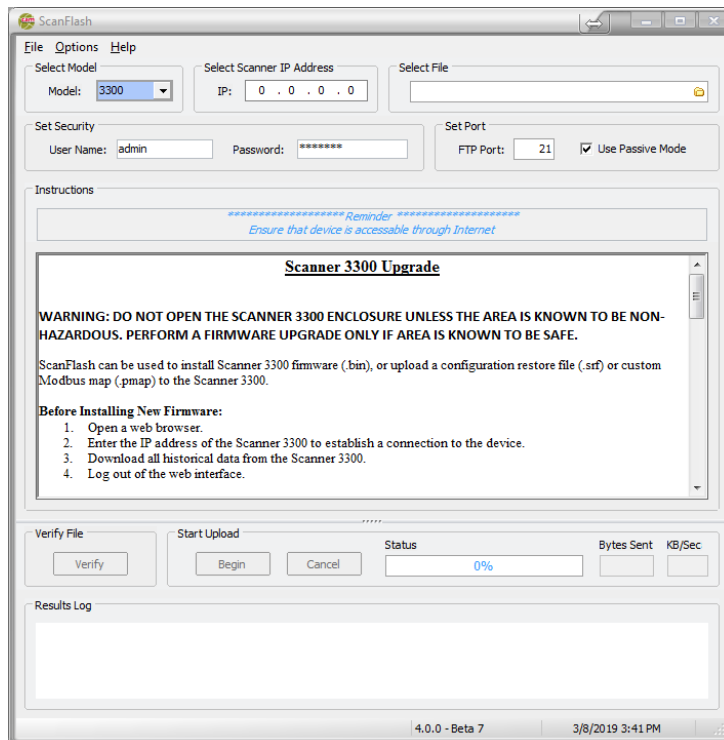 ScanFlash
File Options Help
Select Model
Select Scanner IP Address
Select File
Model: 3300
IP: 0 . 0 . 0 . 0
Set Security
Set Port
User Name: admin
Password: *******
FTP Port: 21
Use Passive Mode
Instructions
******************* Reminder ********************
Ensure that device is accessable through Internet
Scanner 3300 Upgrade
WARNING: DO NOT OPEN THE SCANNER 3300 ENCLOSURE UNLESS THE AREA IS KNOWN TO BE NON-
HAZARDOUS. PERFORM A FIRMWARE UPGRADE ONLY IF AREA IS KNOWN TO BE SAFE.
ScanFlash can be used to install Scanner 3300 firmware (.bin), or upload a configuration restore file (.srf) or custom
Modbus map (.pmap) to the Scanner 3300.
Before Installing New Firmware:
1. Open a web browser.
2. Enter the IP address of the Scanner 3300 to establish a connection to the device.
3. Download all historical data from the Scanner 3300.
4. Log out of the web interface.
Verify File
Start Upload
Status
Bytes Sent
KB/Sec
Verify
Begin
Cancel
0%
Results Log
4.0.0 - Beta 7
3/8/2019 3:41 PM